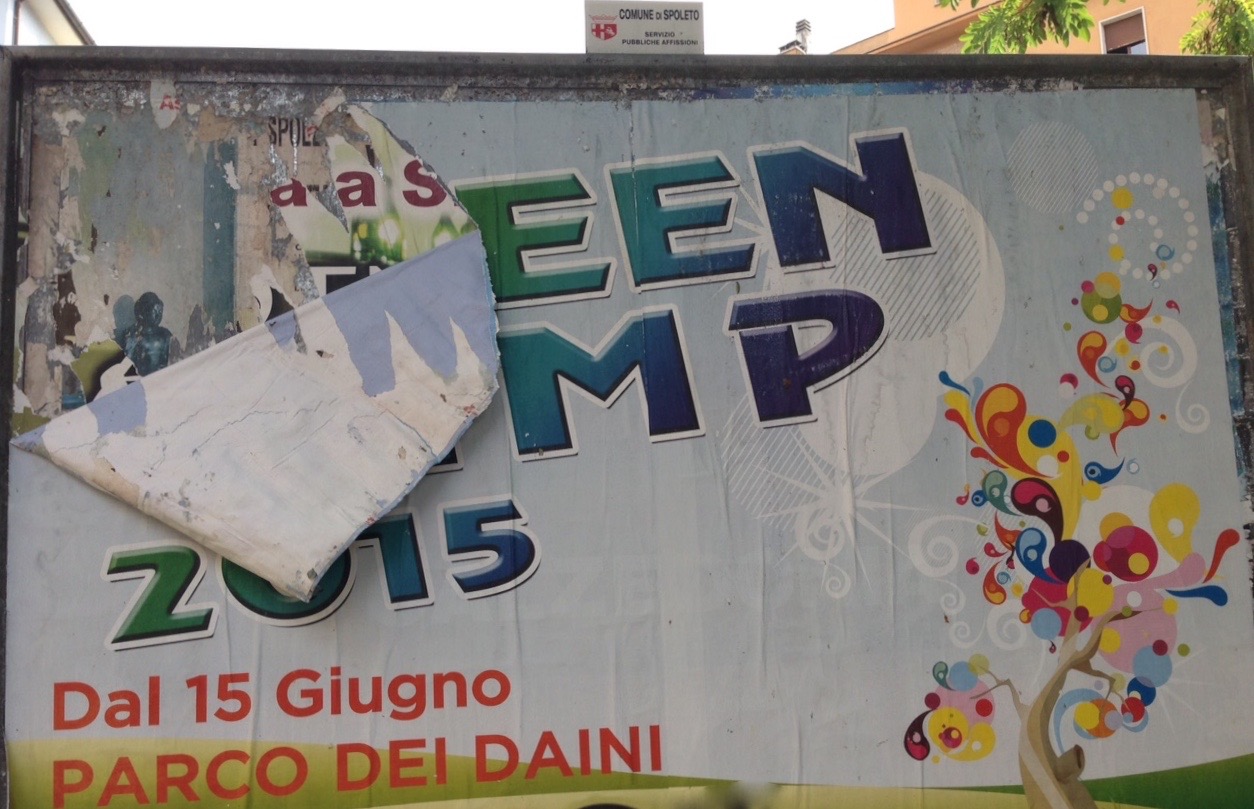 COMUNE DI SPOLETO
SERVIZIO
PUBBLICHE AFFISSIONI
EEN
MP
2015
Dal 15 Giugno
PARCO DEI DAINI